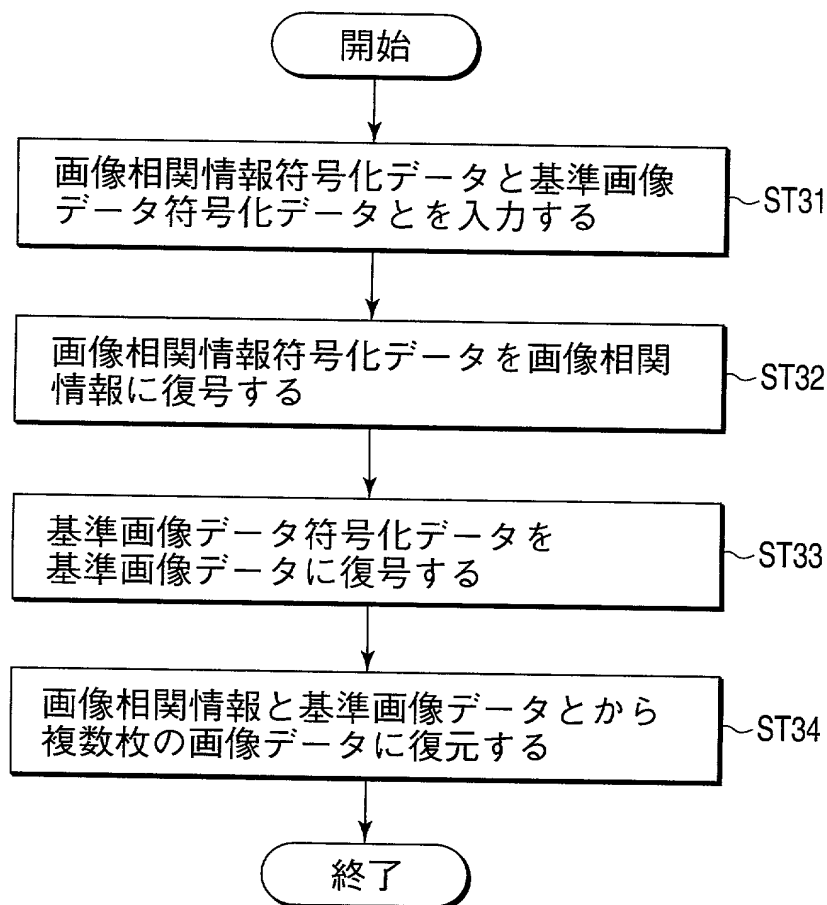 開始
画像相関情報符号化データと基準画像
データ符号化データとを入力する
ST31
画像相関情報符号化データを画像相関
情報に復号する
ST32
基準画像データ符号化データを
基準画像データに復号する
ST33
画像相関情報と基準画像データとから
複数枚の画像データに復元する
ST34
終了